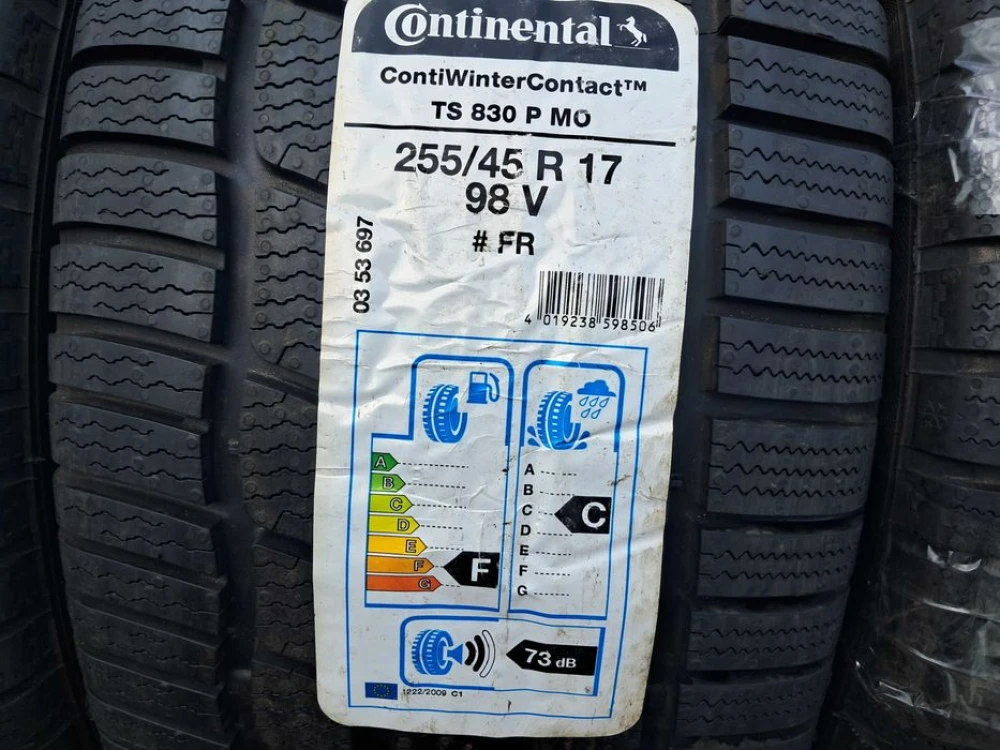 Continental
ContiWinterContact™
TS 830 P MO
255/45 R 17
98 V
# FR
03 53 697
4 019238 598506
A
B
C
D
E
F
G
F
A
B
C
D
E
F
G
C
73 dB
1222/2009 C1